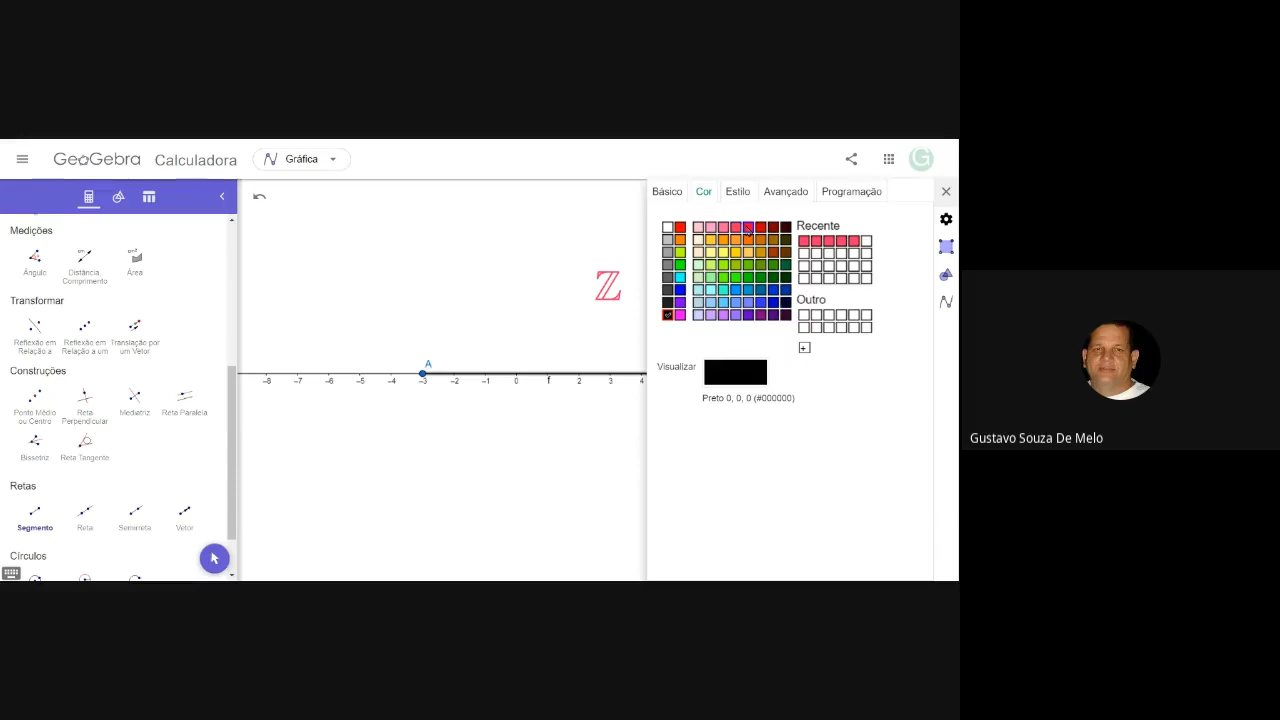 GeoGebra Calculadora Gráfica
G
Básico Cor Estilo Avançado Programação
Medições
Ângulo Distância, Comprimento Área
cm cm²
Transformar
Reflexão em Relação a Reflexão em Relação a um Translação por um Vetor
Construções
Ponto Médio ou Centro Reta Perpendicular Mediatriz Reta Paralela
Bissetriz Reta Tangente
Retas
Segmento Reta Semirreta Vetor
Círculos
ℤ
A
–8 –7 –6 –5 –4 –3 –2 –1 0 f 2 3 4
Recente
Outro
+
Visualizar
Preto 0, 0, 0 (#000000)
Gustavo Souza De Melo